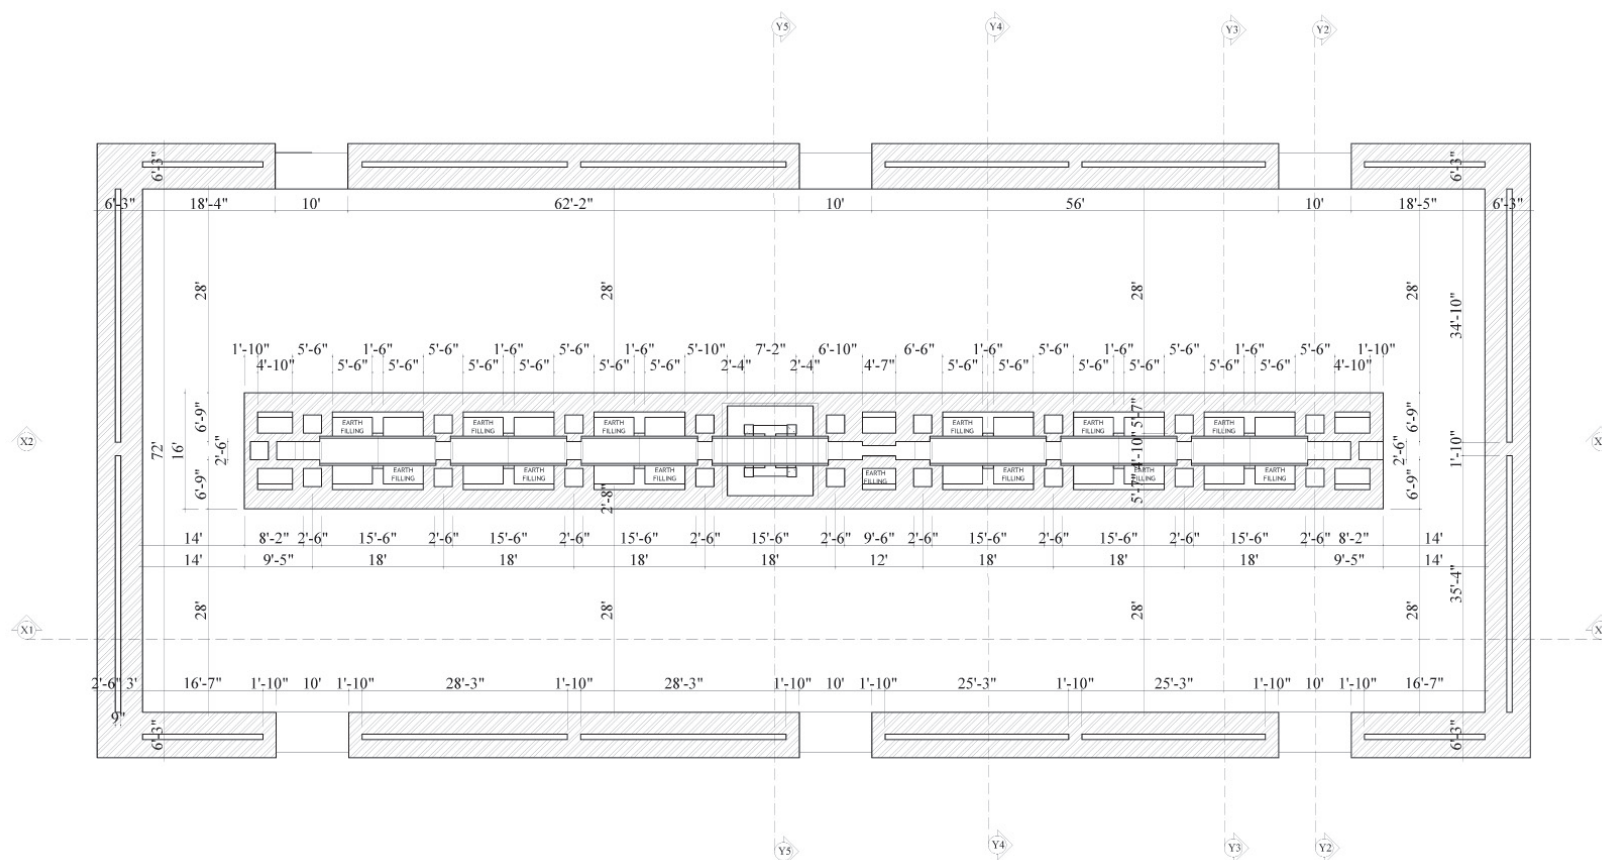 Y5 Y4 Y3 Y2
6'-3" 6'-3"
6'-3" 18'-4" 10' 62'-2" 10' 56' 10' 18'-5" 6'-3"
28' 28' 28' 28' 34'-10"
1'-10" 5'-6" 1'-6" 5'-6" 1'-6" 5'-6" 1'-6" 5'-10" 7'-2" 6'-10" 6'-6" 1'-6" 5'-6" 1'-6" 5'-6" 1'-6" 5'-6" 1'-10"
4'-10" 5'-6" 5'-6" 5'-6" 5'-6" 5'-6" 5'-6" 2'-4" 2'-4" 4'-7" 5'-6" 5'-6" 5'-6" 5'-6" 5'-6" 5'-6" 4'-10"
6'-9" 5'-7" 6'-9"
EARTH EARTH EARTH EARTH EARTH EARTH
FILLING FILLING FILLING FILLING FILLING FILLING
X2 72' 16' 2'-6" 4'-10" 2'-6" 1'-10" X
EARTH EARTH EARTH EARTH EARTH EARTH
FILLING FILLING FILLING FILLING FILLING FILLING
6'-9" 2'-8" 5'-7" 6'-9"
14' 8'-2" 2'-6" 15'-6" 2'-6" 15'-6" 2'-6" 15'-6" 2'-6" 15'-6" 2'-6" 9'-6" 2'-6" 15'-6" 2'-6" 15'-6" 2'-6" 15'-6" 2'-6" 8'-2" 14'
14' 9'-5" 18' 18' 18' 18' 12' 18' 18' 18' 9'-5" 14'
28' 28' 28' 28' 35'-4"
X1 X
2'-6" 3' 16'-7" 1'-10" 10' 1'-10" 28'-3" 1'-10" 28'-3" 1'-10" 10' 1'-10" 25'-3" 1'-10" 25'-3" 1'-10" 10' 1'-10" 16'-7"
9"
6'-3" 6'-3"
Y5 Y4 Y3 Y2